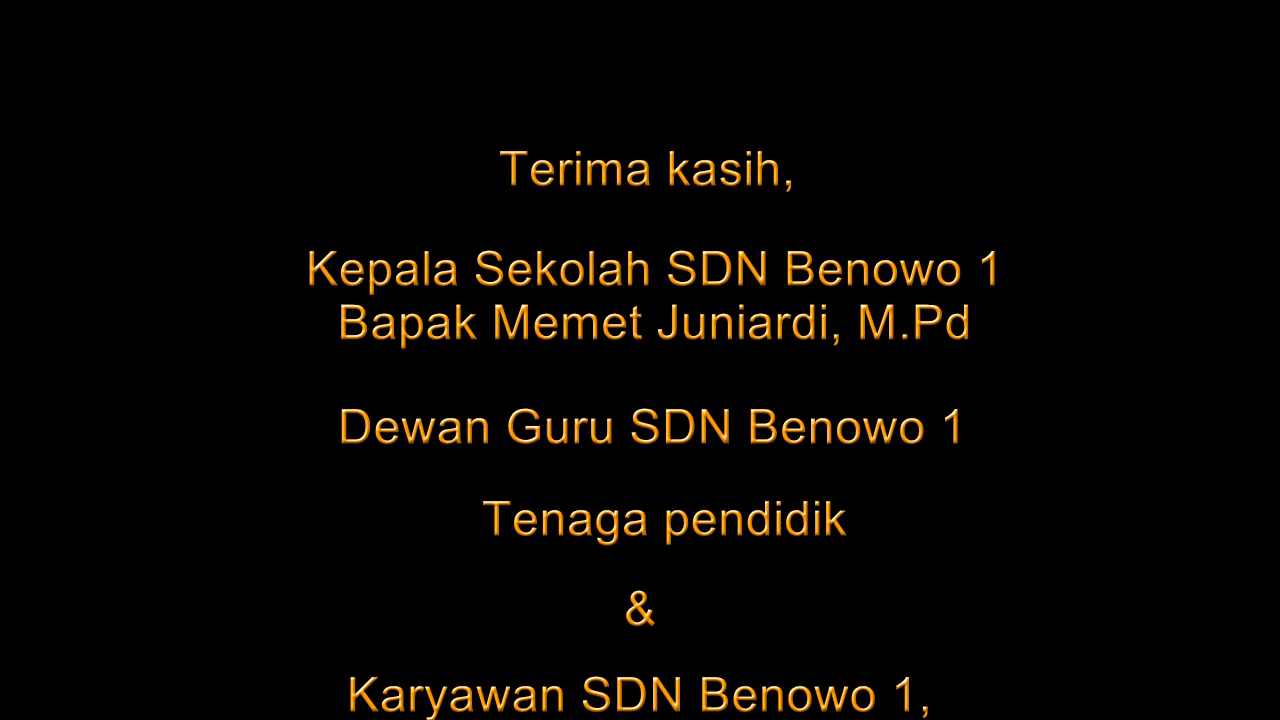 Terima kasih,
Kepala Sekolah SDN Benowo 1
Bapak Memet Juniardi, M.Pd
Dewan Guru SDN Benowo 1
Tenaga pendidik
&
Karyawan SDN Benowo 1,